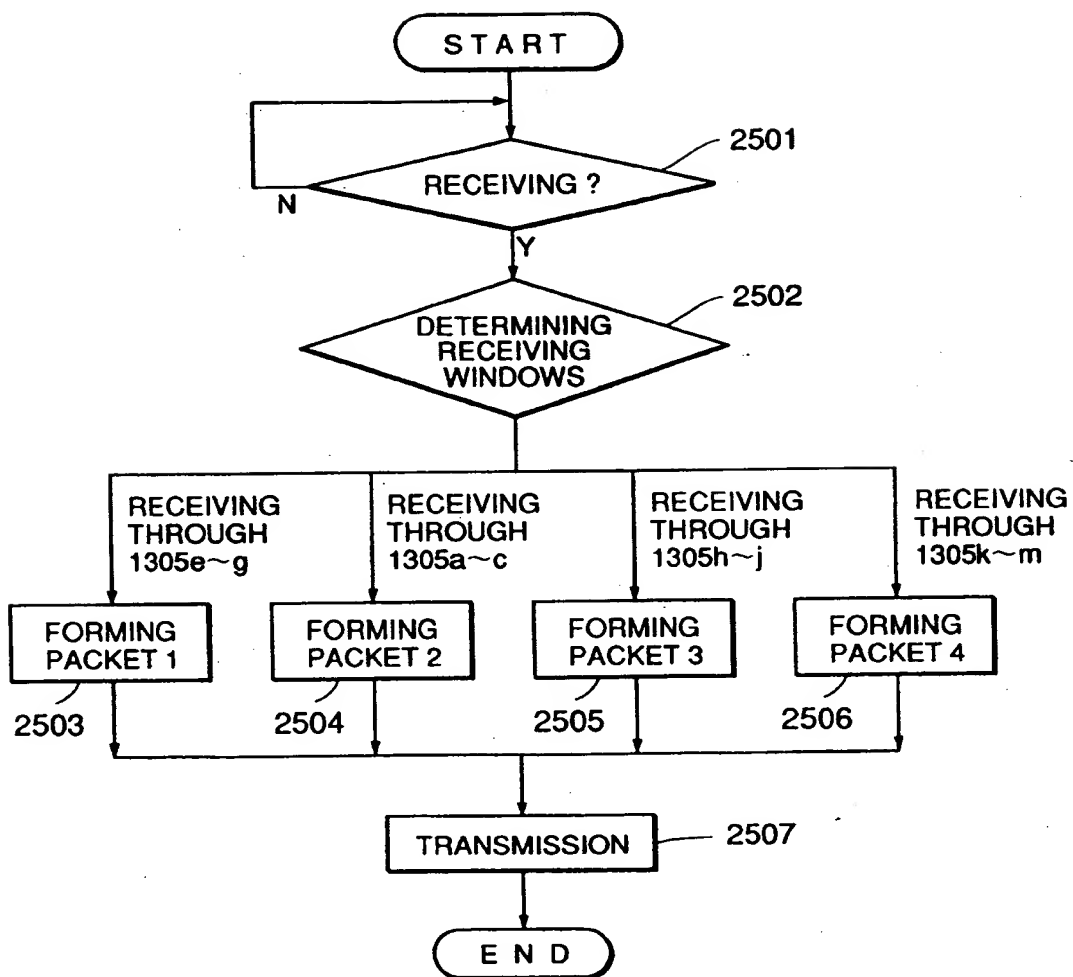 START
2501
RECEIVING ?
N
Y
2502
DETERMINING
RECEIVING
WINDOWS
RECEIVING
THROUGH
1305e~g
RECEIVING
THROUGH
1305a~c
RECEIVING
THROUGH
1305h~j
RECEIVING
THROUGH
1305k~m
FORMING
PACKET 1
FORMING
PACKET 2
FORMING
PACKET 3
FORMING
PACKET 4
2503
2504
2505
2506
TRANSMISSION
2507
END